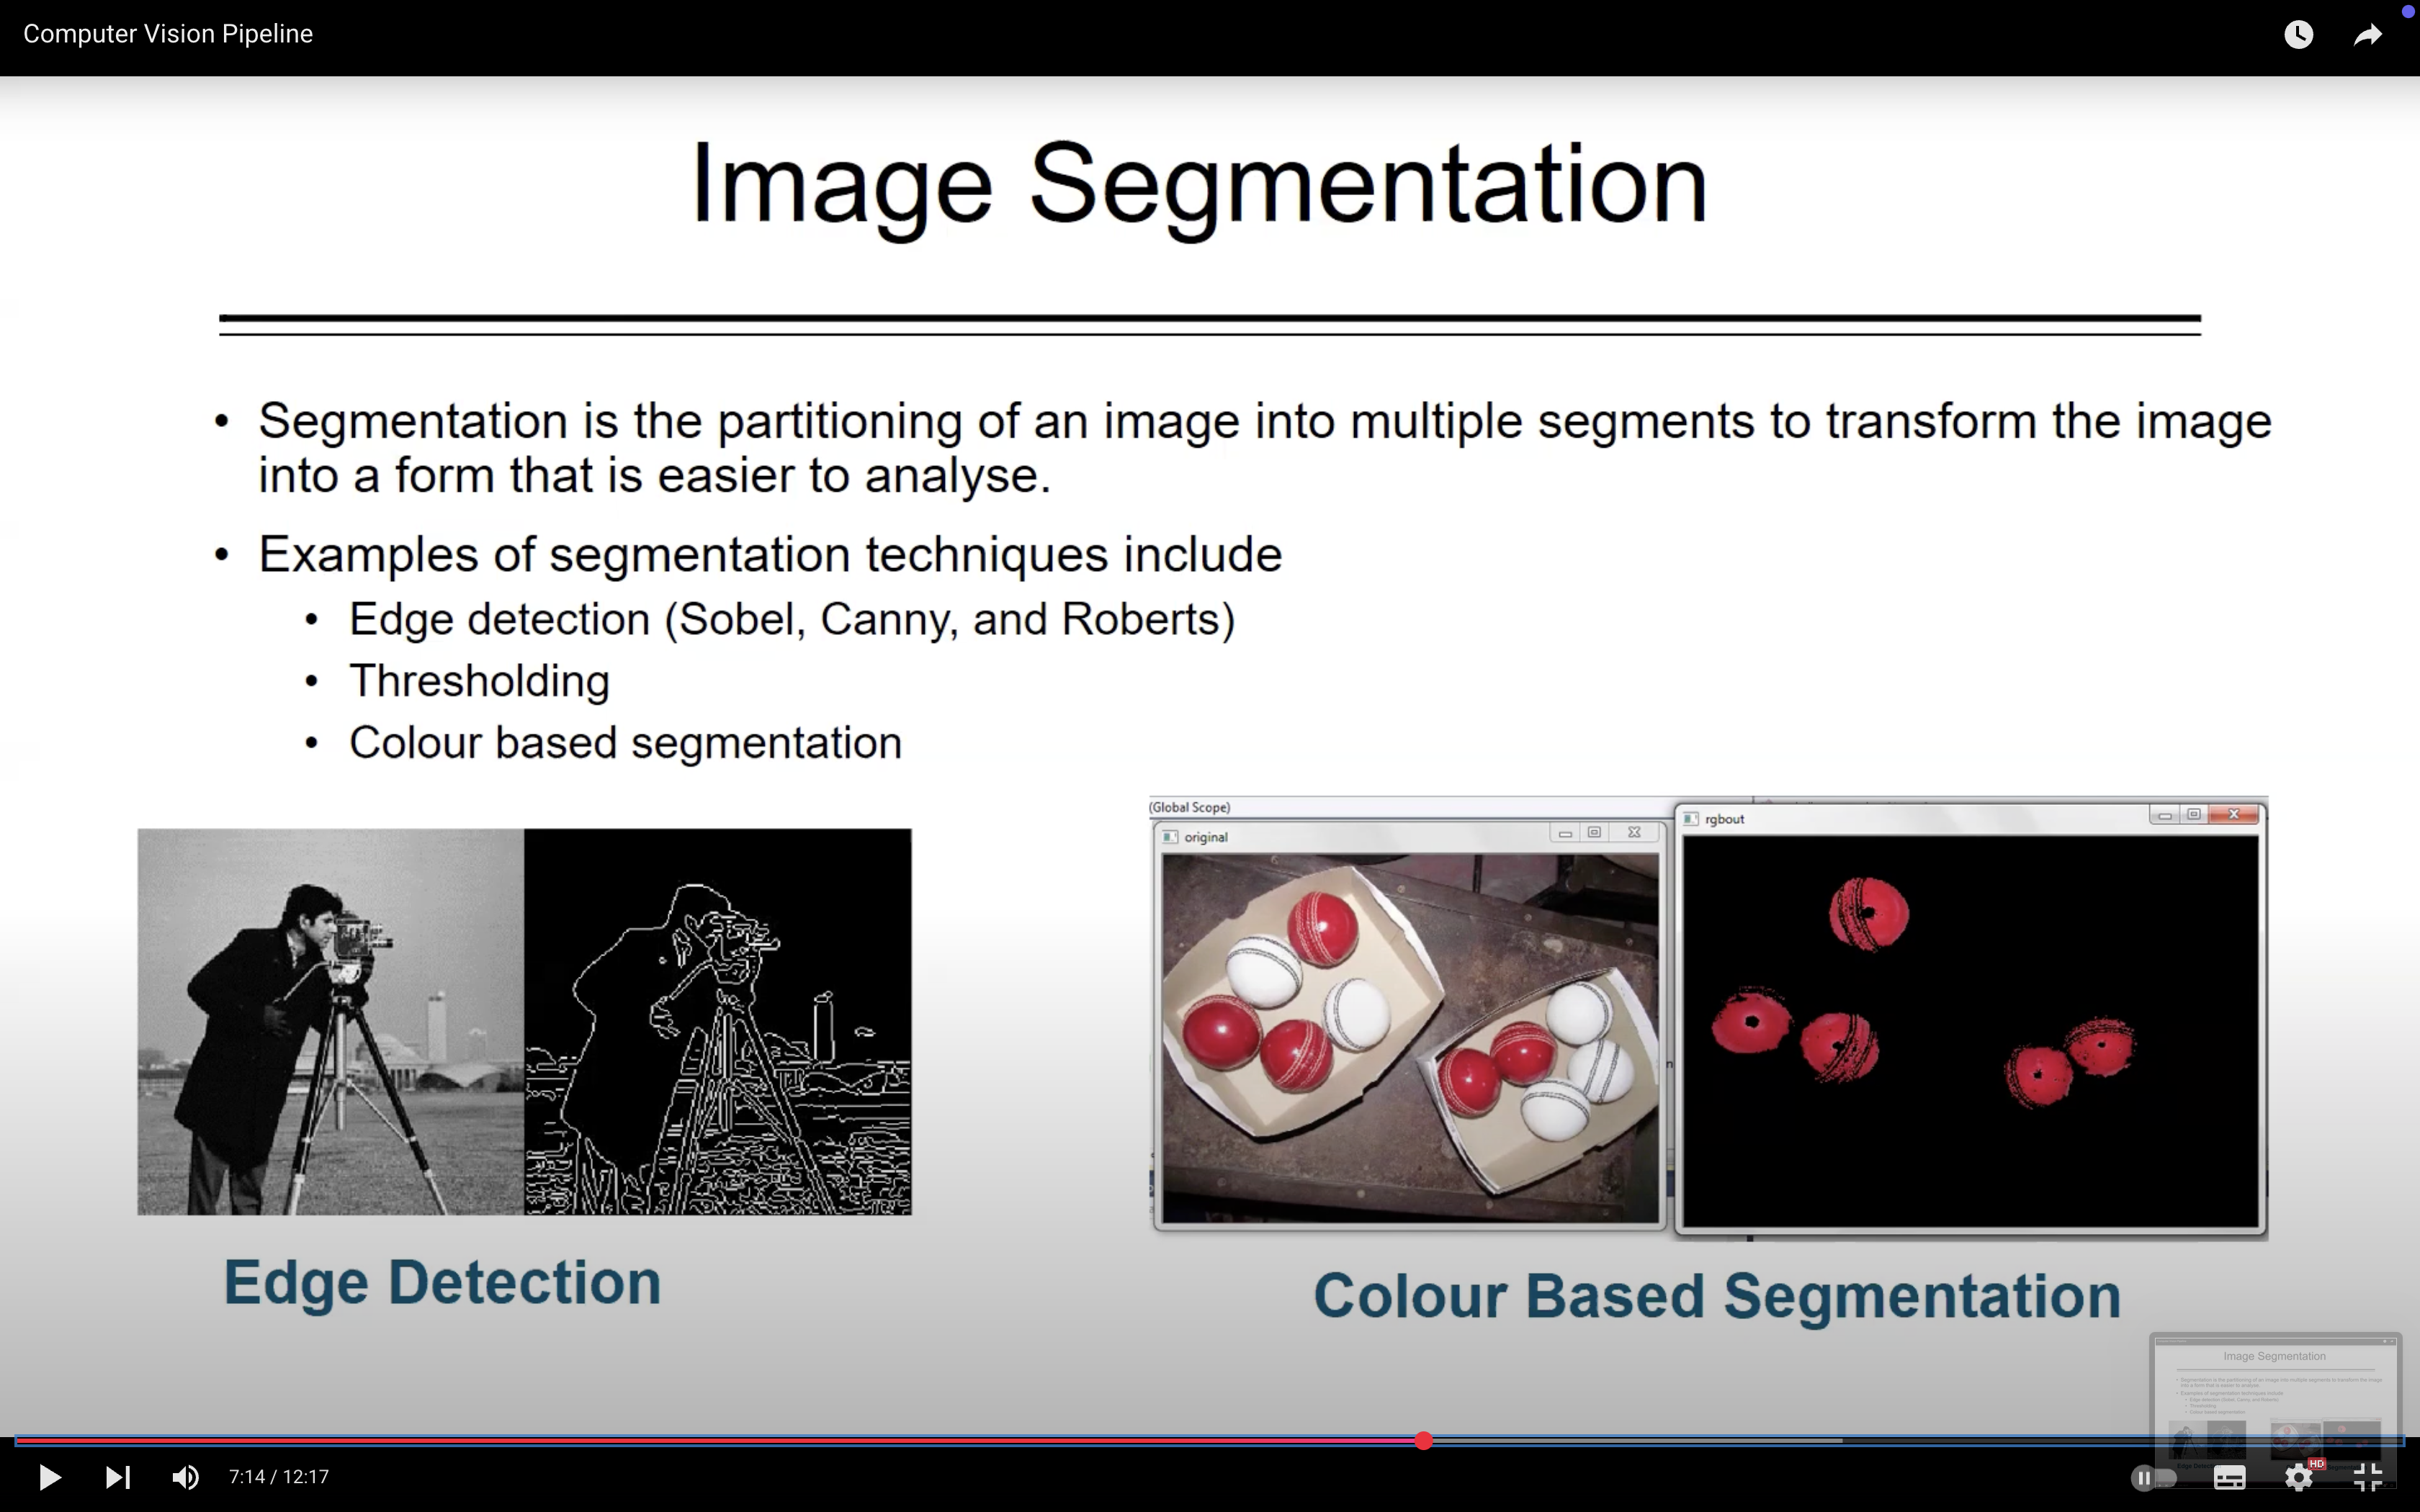 Computer Vision Pipeline
Image Segmentation
• Segmentation is the partitioning of an image into multiple segments to transform the image
into a form that is easier to analyse.
• Examples of segmentation techniques include
• Edge detection (Sobel, Canny, and Roberts)
• Thresholding
• Colour based segmentation
(Global Scope)
original
rgbout
Edge Detection
Colour Based Segmentation
Image Segmentation
7:14 / 12:17
HD